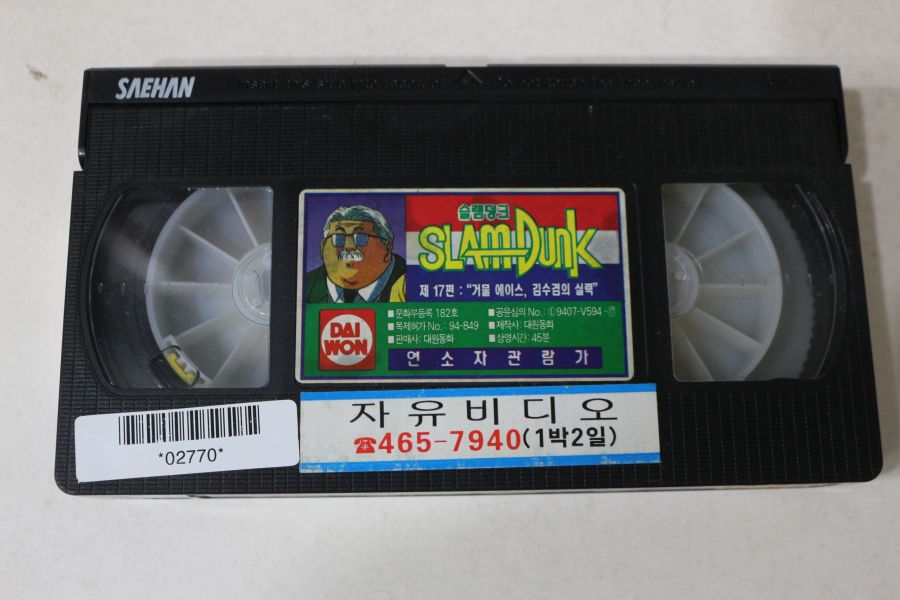 SAEHAN
슬램덩크
SLAM DUNK
제 17편 : "거물 에이스, 김수겸의 실력"
DAI WON
■문화부등록 182호
■공윤심의 No. : ①9407-V594-⑰
■복제허가 No. : 94-849
■제작사 : 대원동화
■판매사 : 대원동화
■상영시간 : 45분
연소자관람가
자유비디오
☎465-7940(1박2일)
*02770*